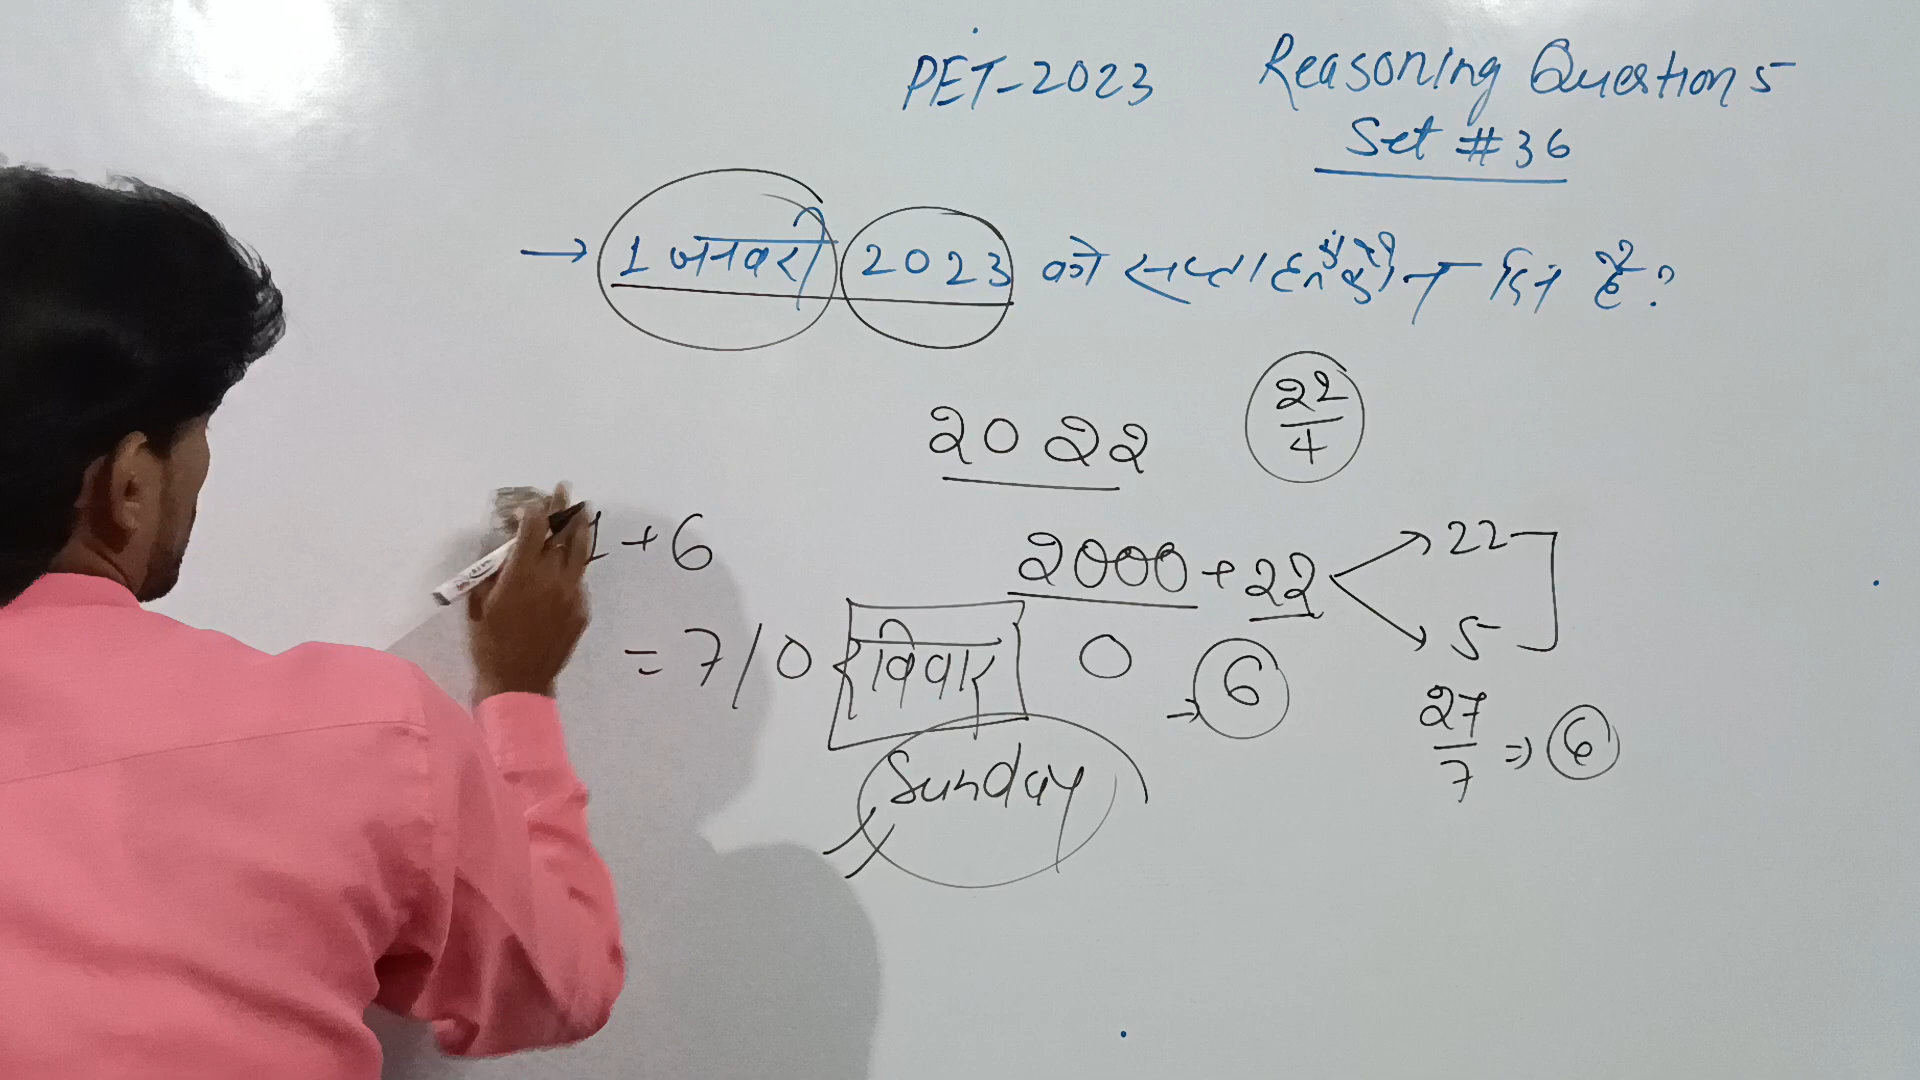 PET-2023 Reasoning Questions
Set #36
→ 1 जनवरी 2023 को सप्ताह में कौन सा दिन है?
2022
22/4
1+6
2000+22
22
5
= 7/0 रविवार
0
→ 6
27/7 ⇒ 6
Sunday